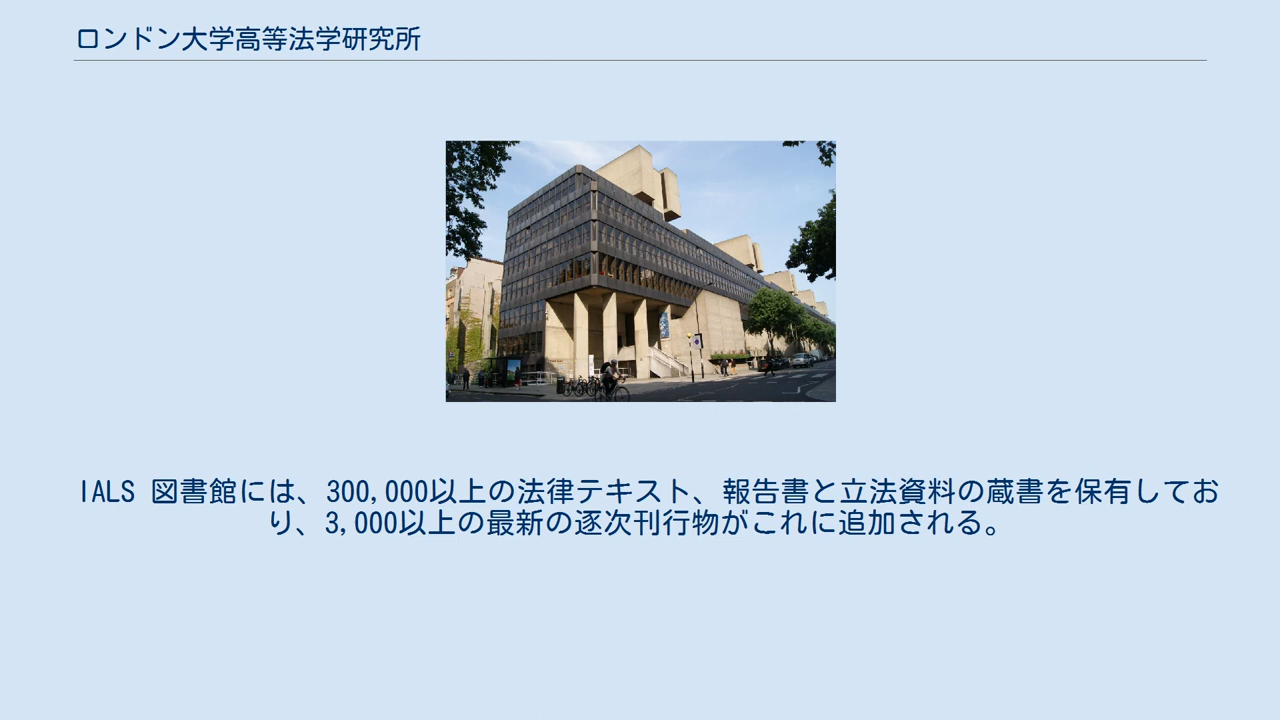 ロンドン大学高等法学研究所
IALS 図書館には、300,000以上の法律テキスト、報告書と立法資料の蔵書を保有してお
り、3,000以上の最新の逐次刊行物がこれに追加される。